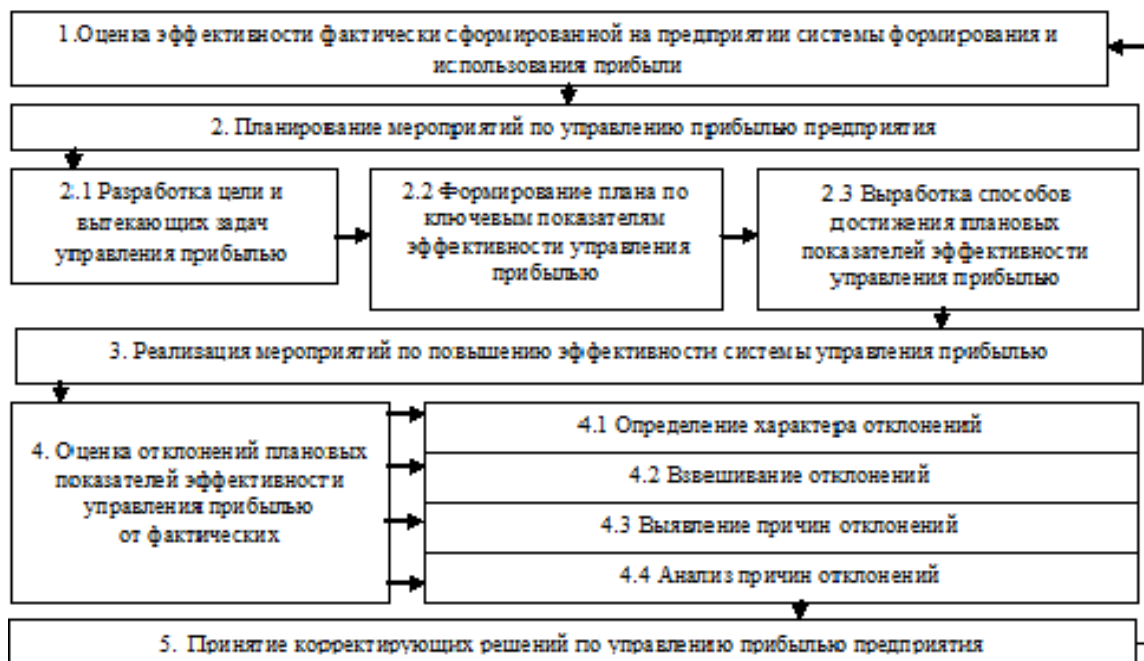 1.Оценка эффективности фактически сформированной на предприятии системы формирования и
использования прибыли
2. Планирование мероприятий по управлению прибылью предприятия
2.1 Разработка цели и
вытекающих задач
управления прибылью
2.2 Формирование плана по
ключевым показателям
эффективности управления
прибылью
2.3 Выработка способов
достижения плановых
показателей эффективности
управления прибылью
3. Реализация мероприятий по повышению эффективности системы управления прибылью
4. Оценка отклонений плановых
показателей эффективности
управления прибылью
от фактических
4.1 Определение характера отклонений
4.2 Взвешивание отклонений
4.3 Выявление причин отклонений
4.4 Анализ причин отклонений
5. Принятие корректирующих решений по управлению прибылью предприятия